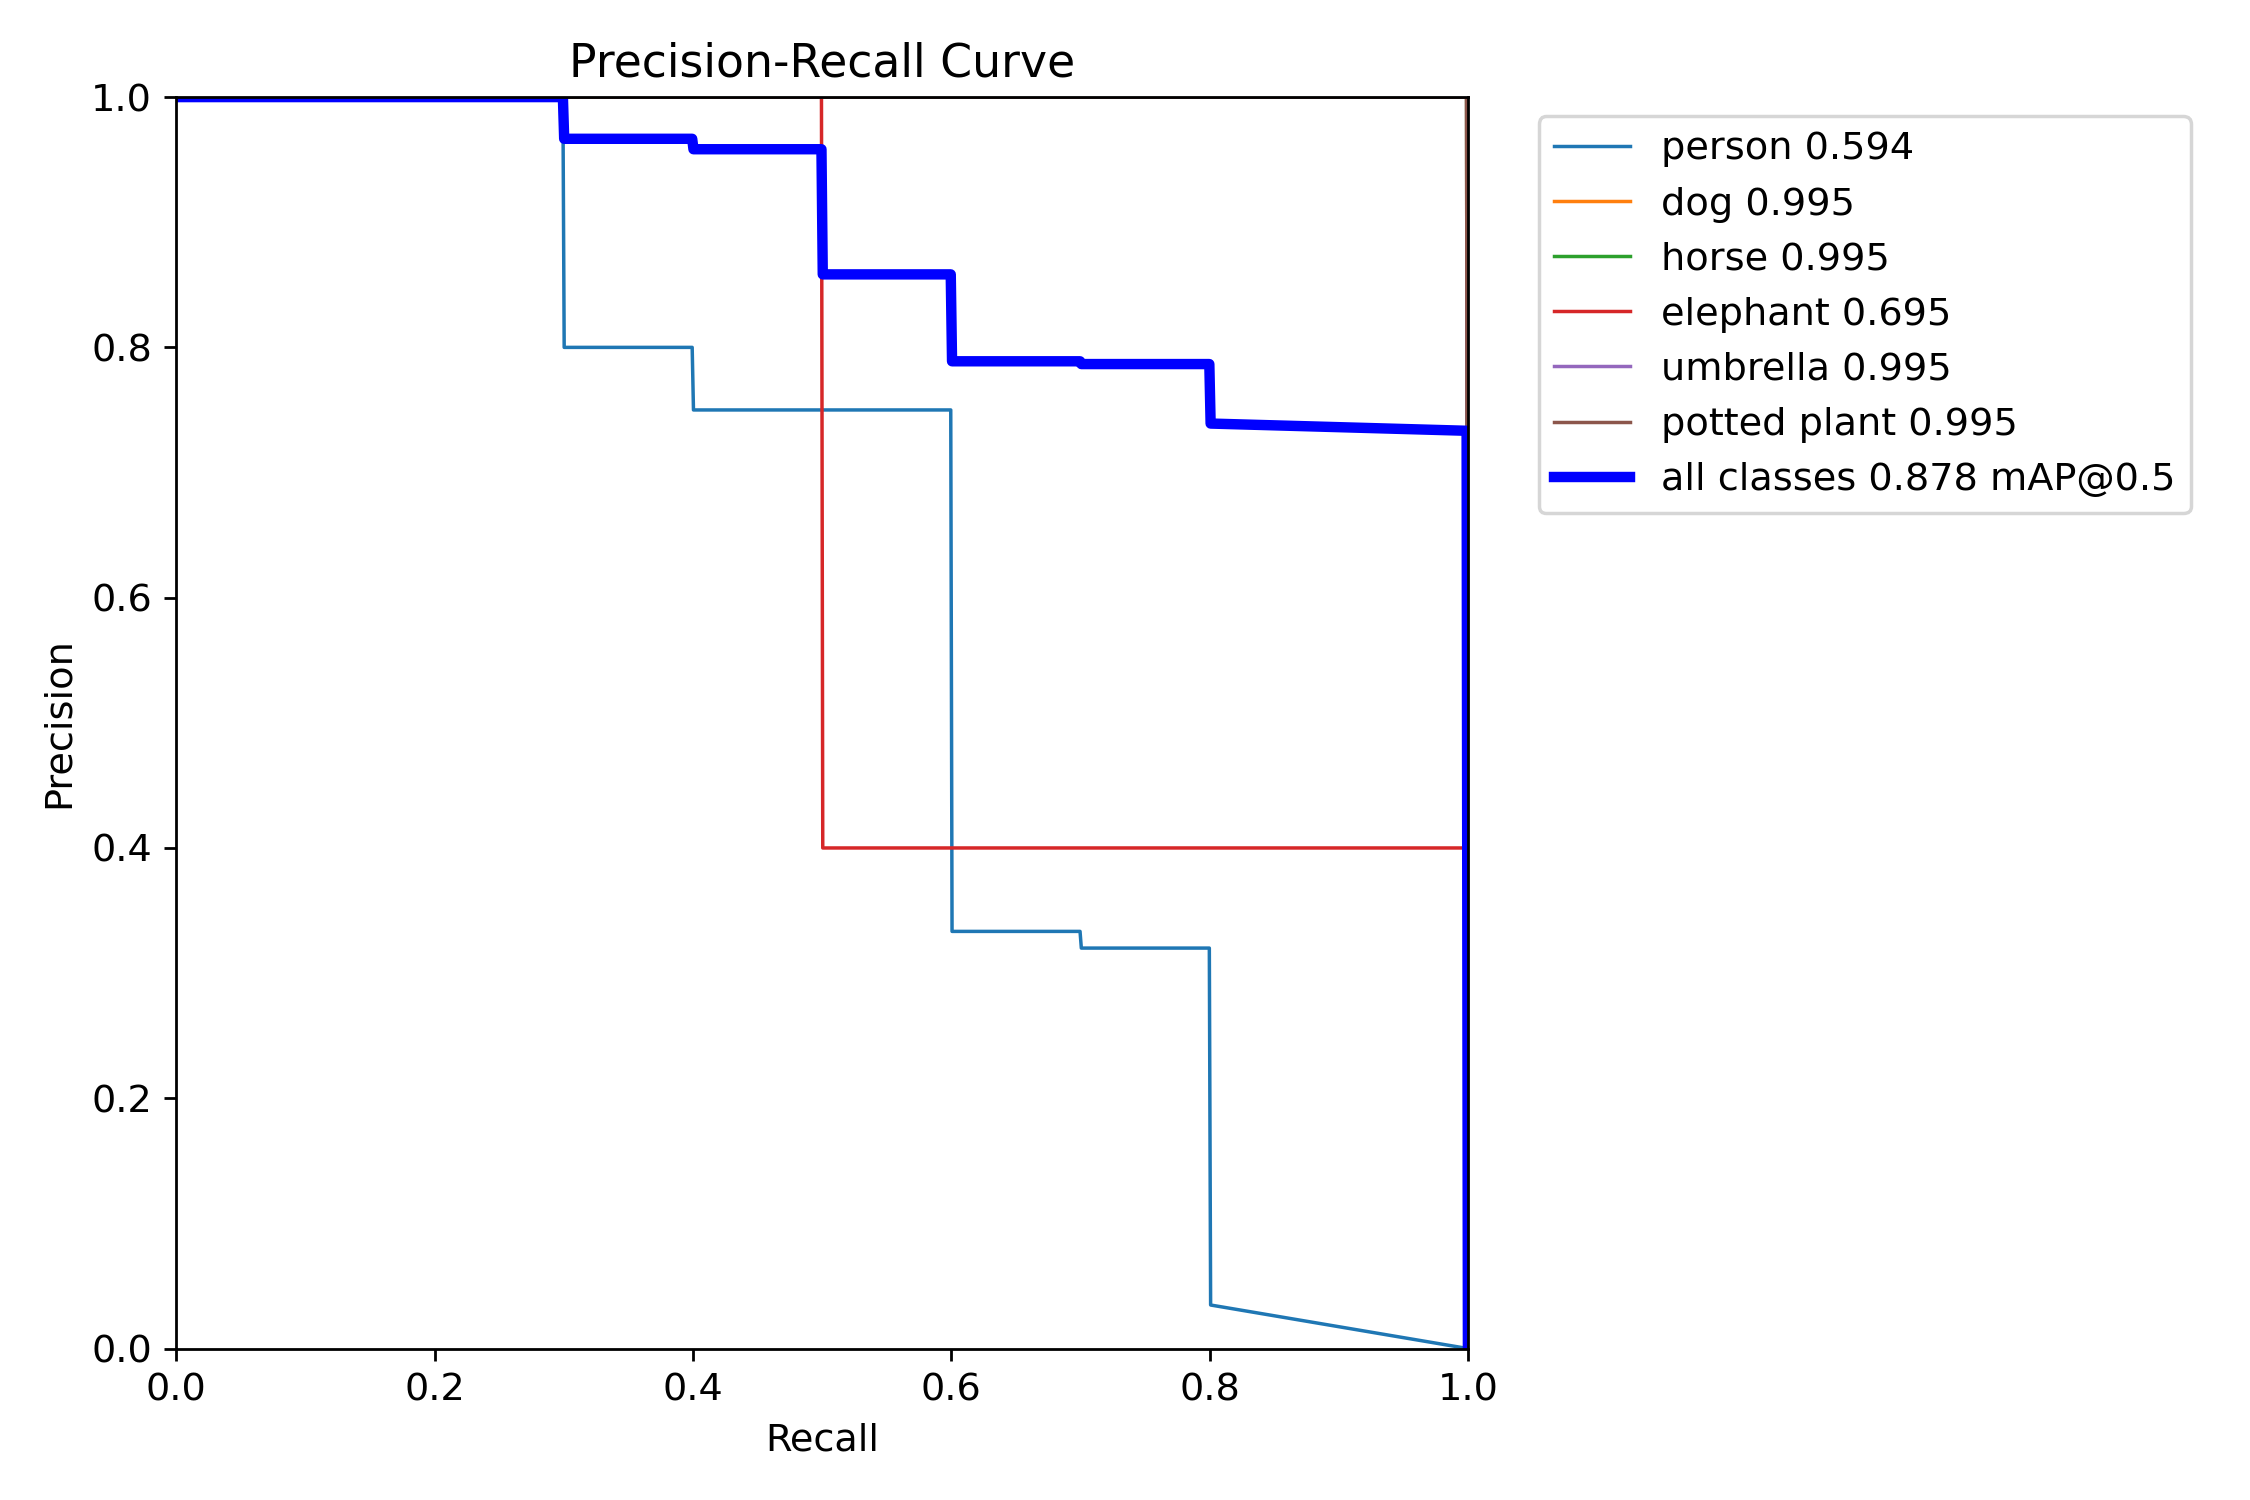 Precision-Recall Curve
1.0
0.8
0.6
0.4
0.2
0.0
Precision
0.0 0.2 0.4 0.6 0.8 1.0
Recall
person 0.594
dog 0.995
horse 0.995
elephant 0.695
umbrella 0.995
potted plant 0.995
all classes 0.878 mAP@0.5